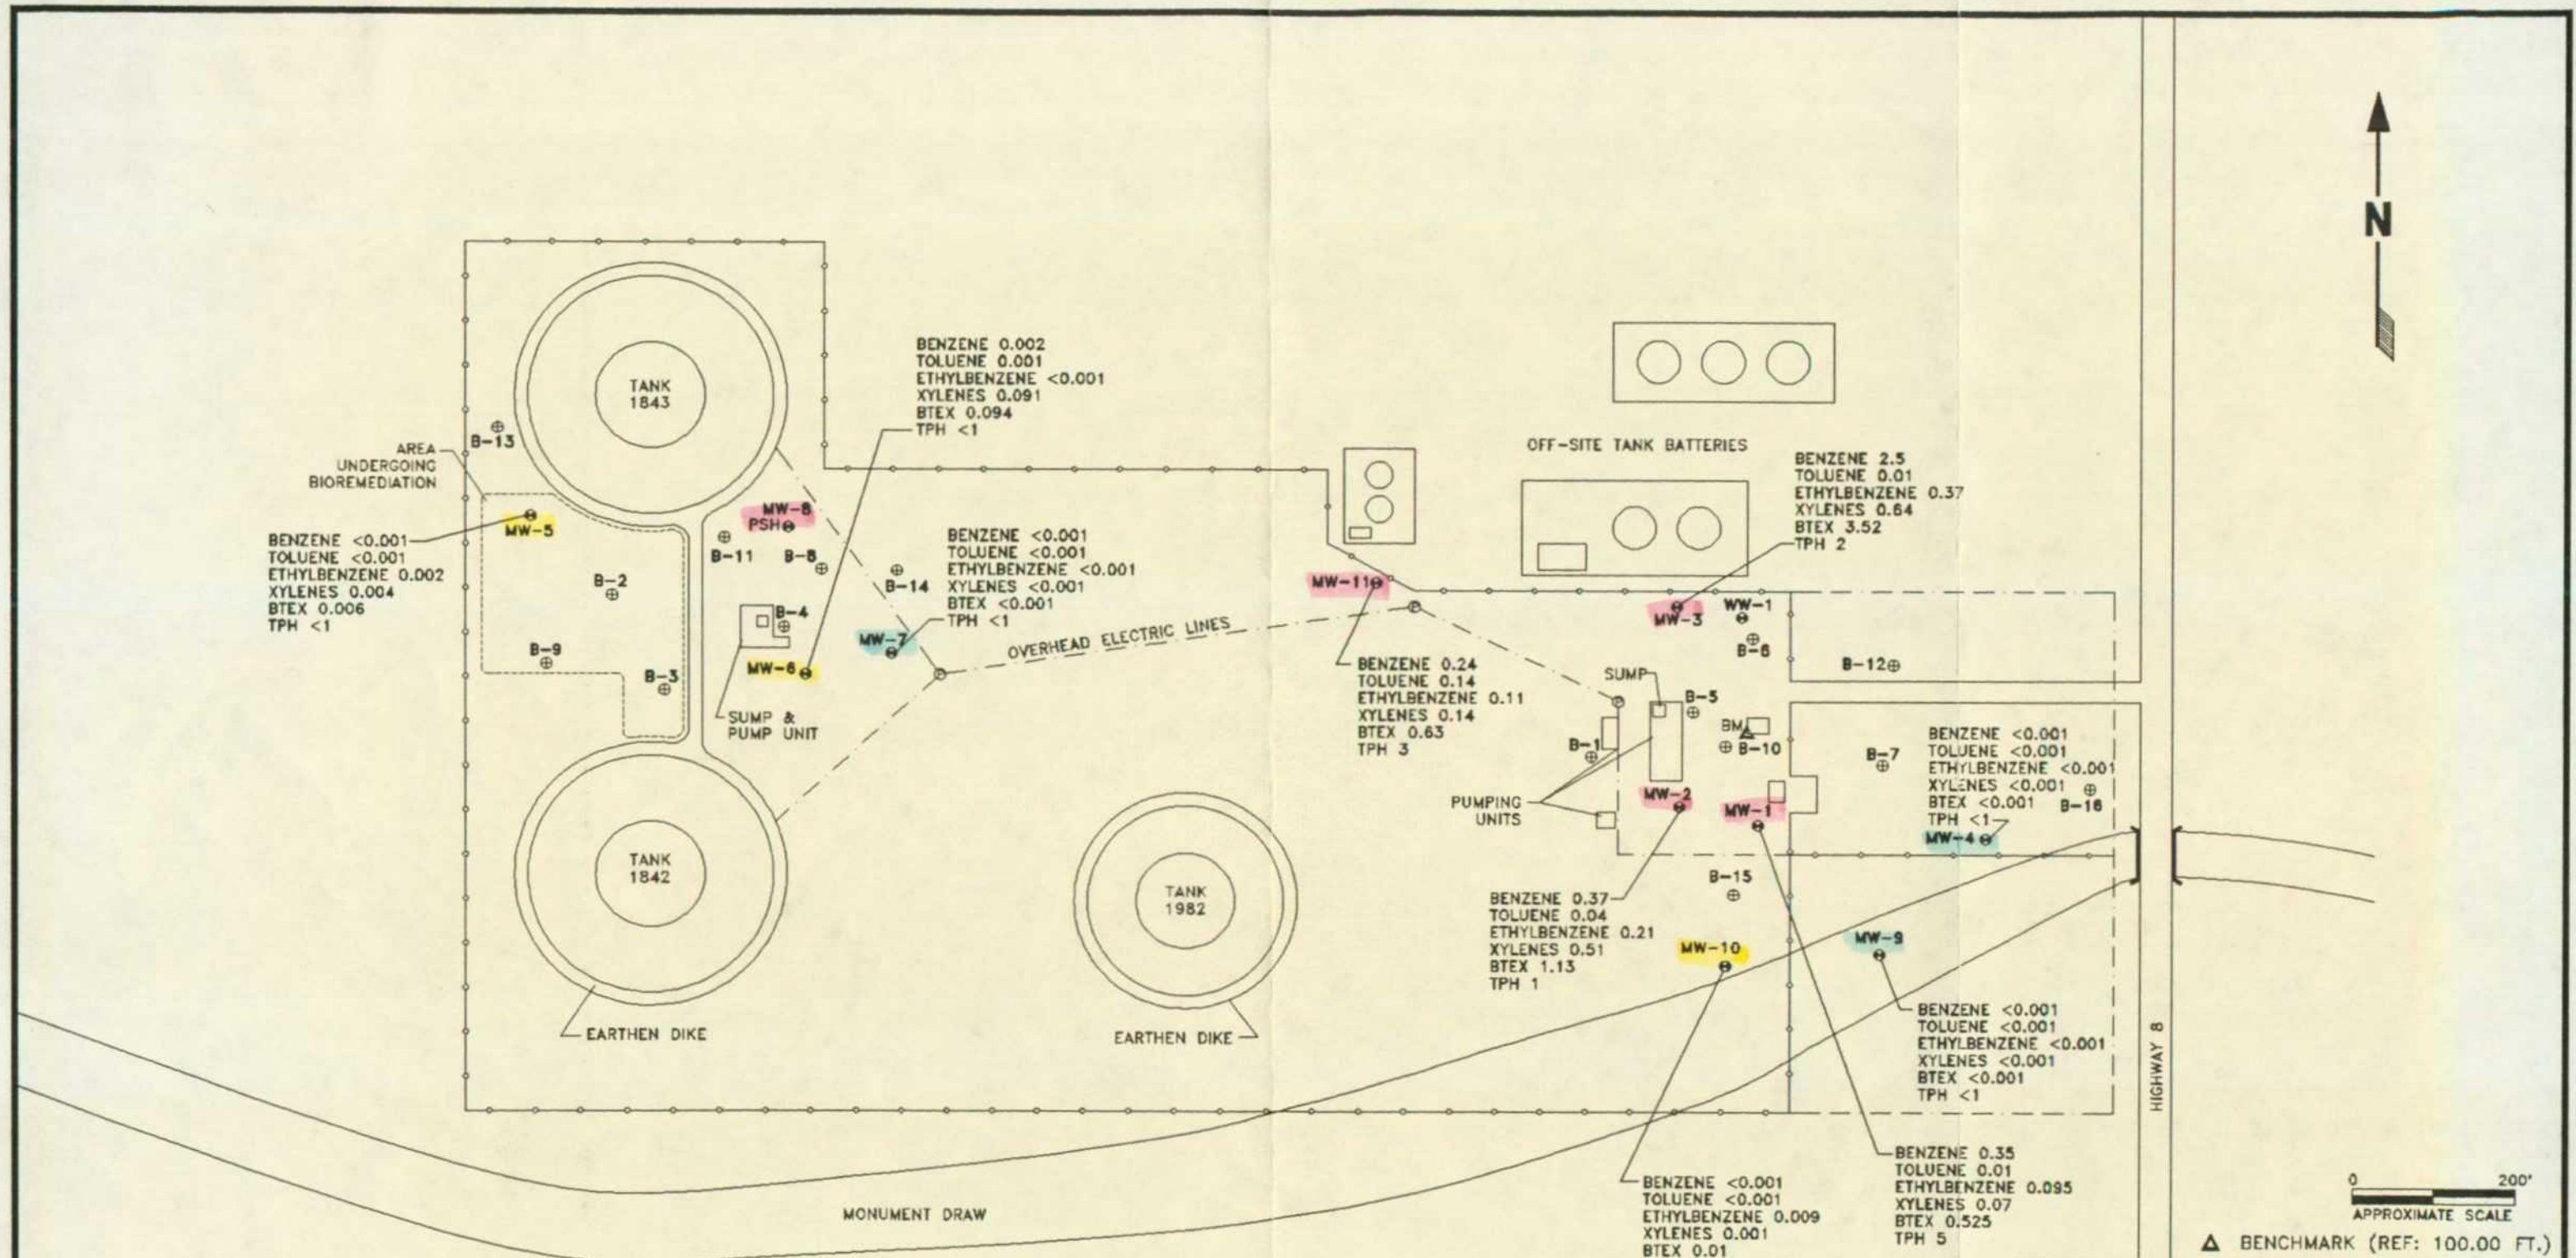 N
TANK
1843
BENZENE 0.002
TOLUENE 0.001
ETHYLBENZENE <0.001
XYLENES 0.091
BTEX 0.094
TPH <1
B-13
AREA
UNDERGOING
BIOREMEDIATION
OFF-SITE TANK BATTERIES
BENZENE 2.5
TOLUENE 0.01
ETHYLBENZENE 0.37
XYLENES 0.64
BTEX 3.52
TPH 2
MW-8
PSH
MW-5
BENZENE <0.001
TOLUENE <0.001
ETHYLBENZENE 0.002
XYLENES 0.004
BTEX 0.006
TPH <1
B-11
B-8
B-14
BENZENE <0.001
TOLUENE <0.001
ETHYLBENZENE <0.001
XYLENES <0.001
BTEX <0.001
TPH <1
B-2
B-4
MW-7
OVERHEAD ELECTRIC LINES
MW-11
MW-3
WW-1
B-6
B-12
B-9
B-3
MW-6
SUMP &
PUMP UNIT
BENZENE 0.24
TOLUENE 0.14
ETHYLBENZENE 0.11
XYLENES 0.14
BTEX 0.63
TPH 3
SUMP
B-5
BM
B-10
B-1
B-7
BENZENE <0.001
TOLUENE <0.001
ETHYLBENZENE <0.001
XYLENES <0.001
BTEX <0.001
TPH <1
B-16
MW-4
PUMPING
UNITS
MW-2
MW-1
TANK
1842
TANK
1982
B-15
BENZENE 0.37
TOLUENE 0.04
ETHYLBENZENE 0.21
XYLENES 0.51
BTEX 1.13
TPH 1
MW-10
MW-9
EARTHEN DIKE
EARTHEN DIKE
BENZENE <0.001
TOLUENE <0.001
ETHYLBENZENE <0.001
XYLENES <0.001
BTEX <0.001
TPH <1
HIGHWAY 8
BENZENE <0.001
TOLUENE <0.001
ETHYLBENZENE 0.009
XYLENES 0.001
BTEX 0.01
BENZENE 0.35
TOLUENE 0.01
ETHYLBENZENE 0.095
XYLENES 0.07
BTEX 0.525
TPH 5
MONUMENT DRAW
0 200'
APPROXIMATE SCALE
BENCHMARK (REF: 100.00 FT.)